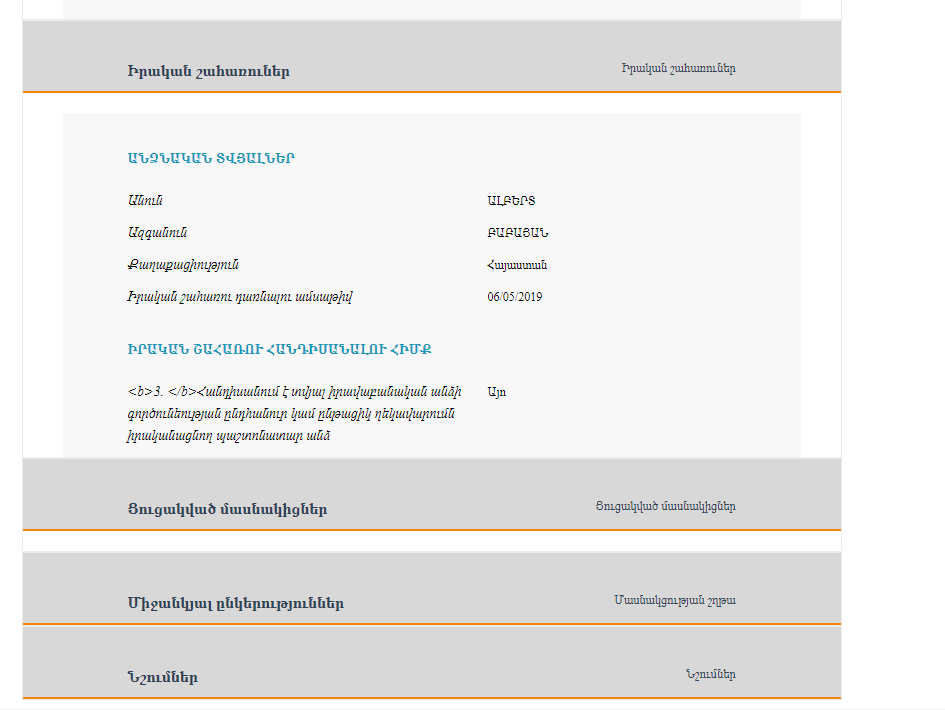 Իրական շահառուներ
Իրական շահառուներ
ԱՆՁՆԱԿԱՆ ՏՎՅԱԼՆԵՐ
Անուն ԱԼԲԵՐՏ
Ազգանուն ԲԱԲԱՅԱՆ
Քաղաքացիություն Հայաստան
Իրական շահառու դառնալու ամսաթիվ 06/05/2019
ԻՐԱԿԱՆ ՇԱՀԱՌՈՒ ՀԱՆԴԻՍԱՆԱԼՈՒ ՀԻՄՔ
<b>3. </b>Հանդիսանում է տվյալ իրավաբանական անձի Այո
գործունեության ընդհանուր կամ ընթացիկ ղեկավարումն
իրականացնող պաշտոնատար անձ
Ցուցակված մասնակիցներ
Ցուցակված մասնակիցներ
Միջանկյալ ընկերություններ
Մասնակցության շղթա
Նշումներ
Նշումներ